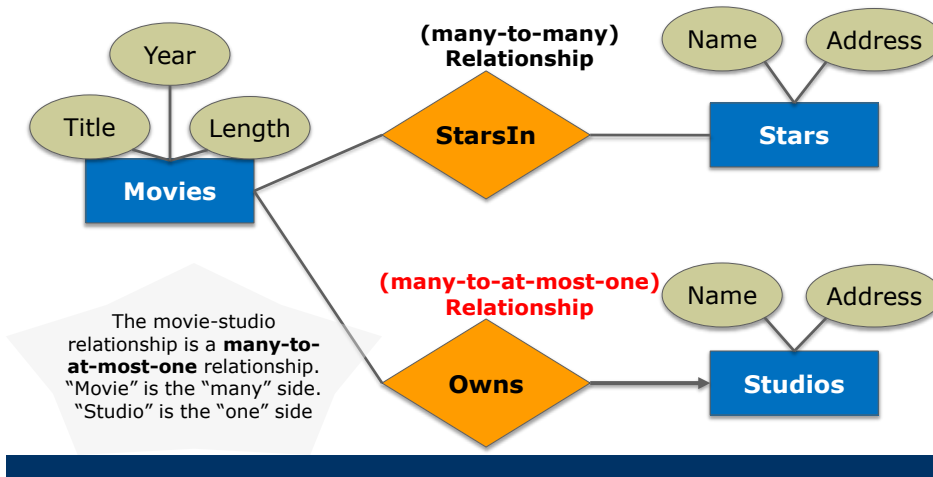 (many-to-many)
Relationship
Name
Address
Year
Title
Length
StarsIn
Stars
Movies
(many-to-at-most-one)
Relationship
Name
Address
The movie-studio
relationship is a many-to-
at-most-one relationship.
“Movie” is the “many” side.
“Studio” is the “one” side
Owns
Studios